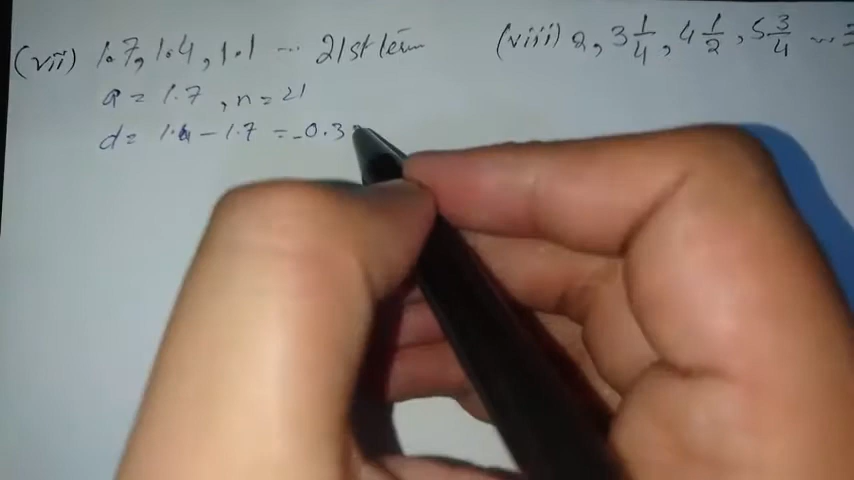 (vii) 1.7, 1.4, 1.1 ... 21st term
(viii) 2, 3 1/4, 4 1/2, 5 3/4 ...
a = 1.7, n = 21
d = 1.4 - 1.7 = -0.3